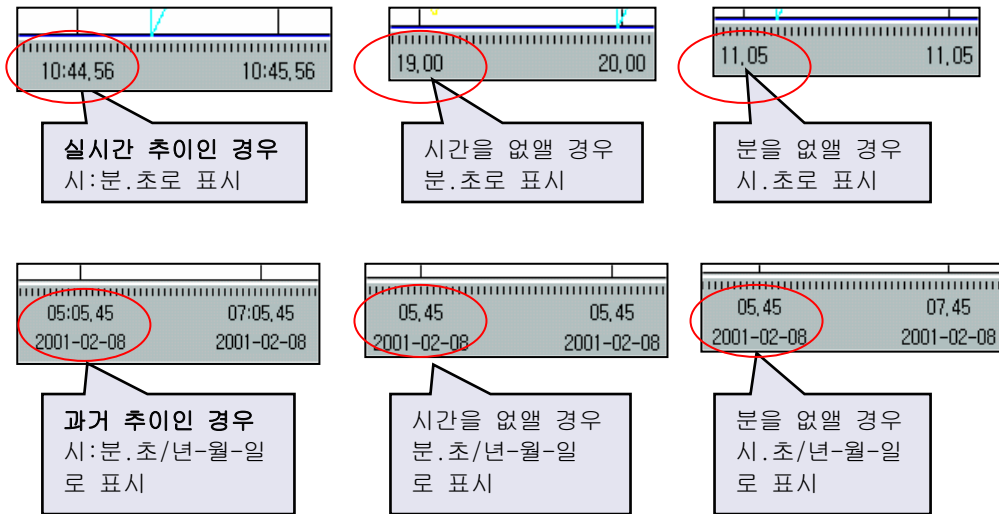 10:44.56 10:45.56
실시간 추이인 경우
시:분.초로 표시
19.00 20.00
시간을 없앨 경우
분.초로 표시
11.05 11.05
분을 없앨 경우
시.초로 표시
05:05.45 07:05.45
2001-02-08 2001-02-08
과거 추이인 경우
시:분.초/년-월-일
로 표시
05.45 05.45
2001-02-08 2001-02-08
시간을 없앨 경우
분.초/년-월-일
로 표시
05.45 07.45
2001-02-08 2001-02-08
분을 없앨 경우
시.초/년-월-일
로 표시